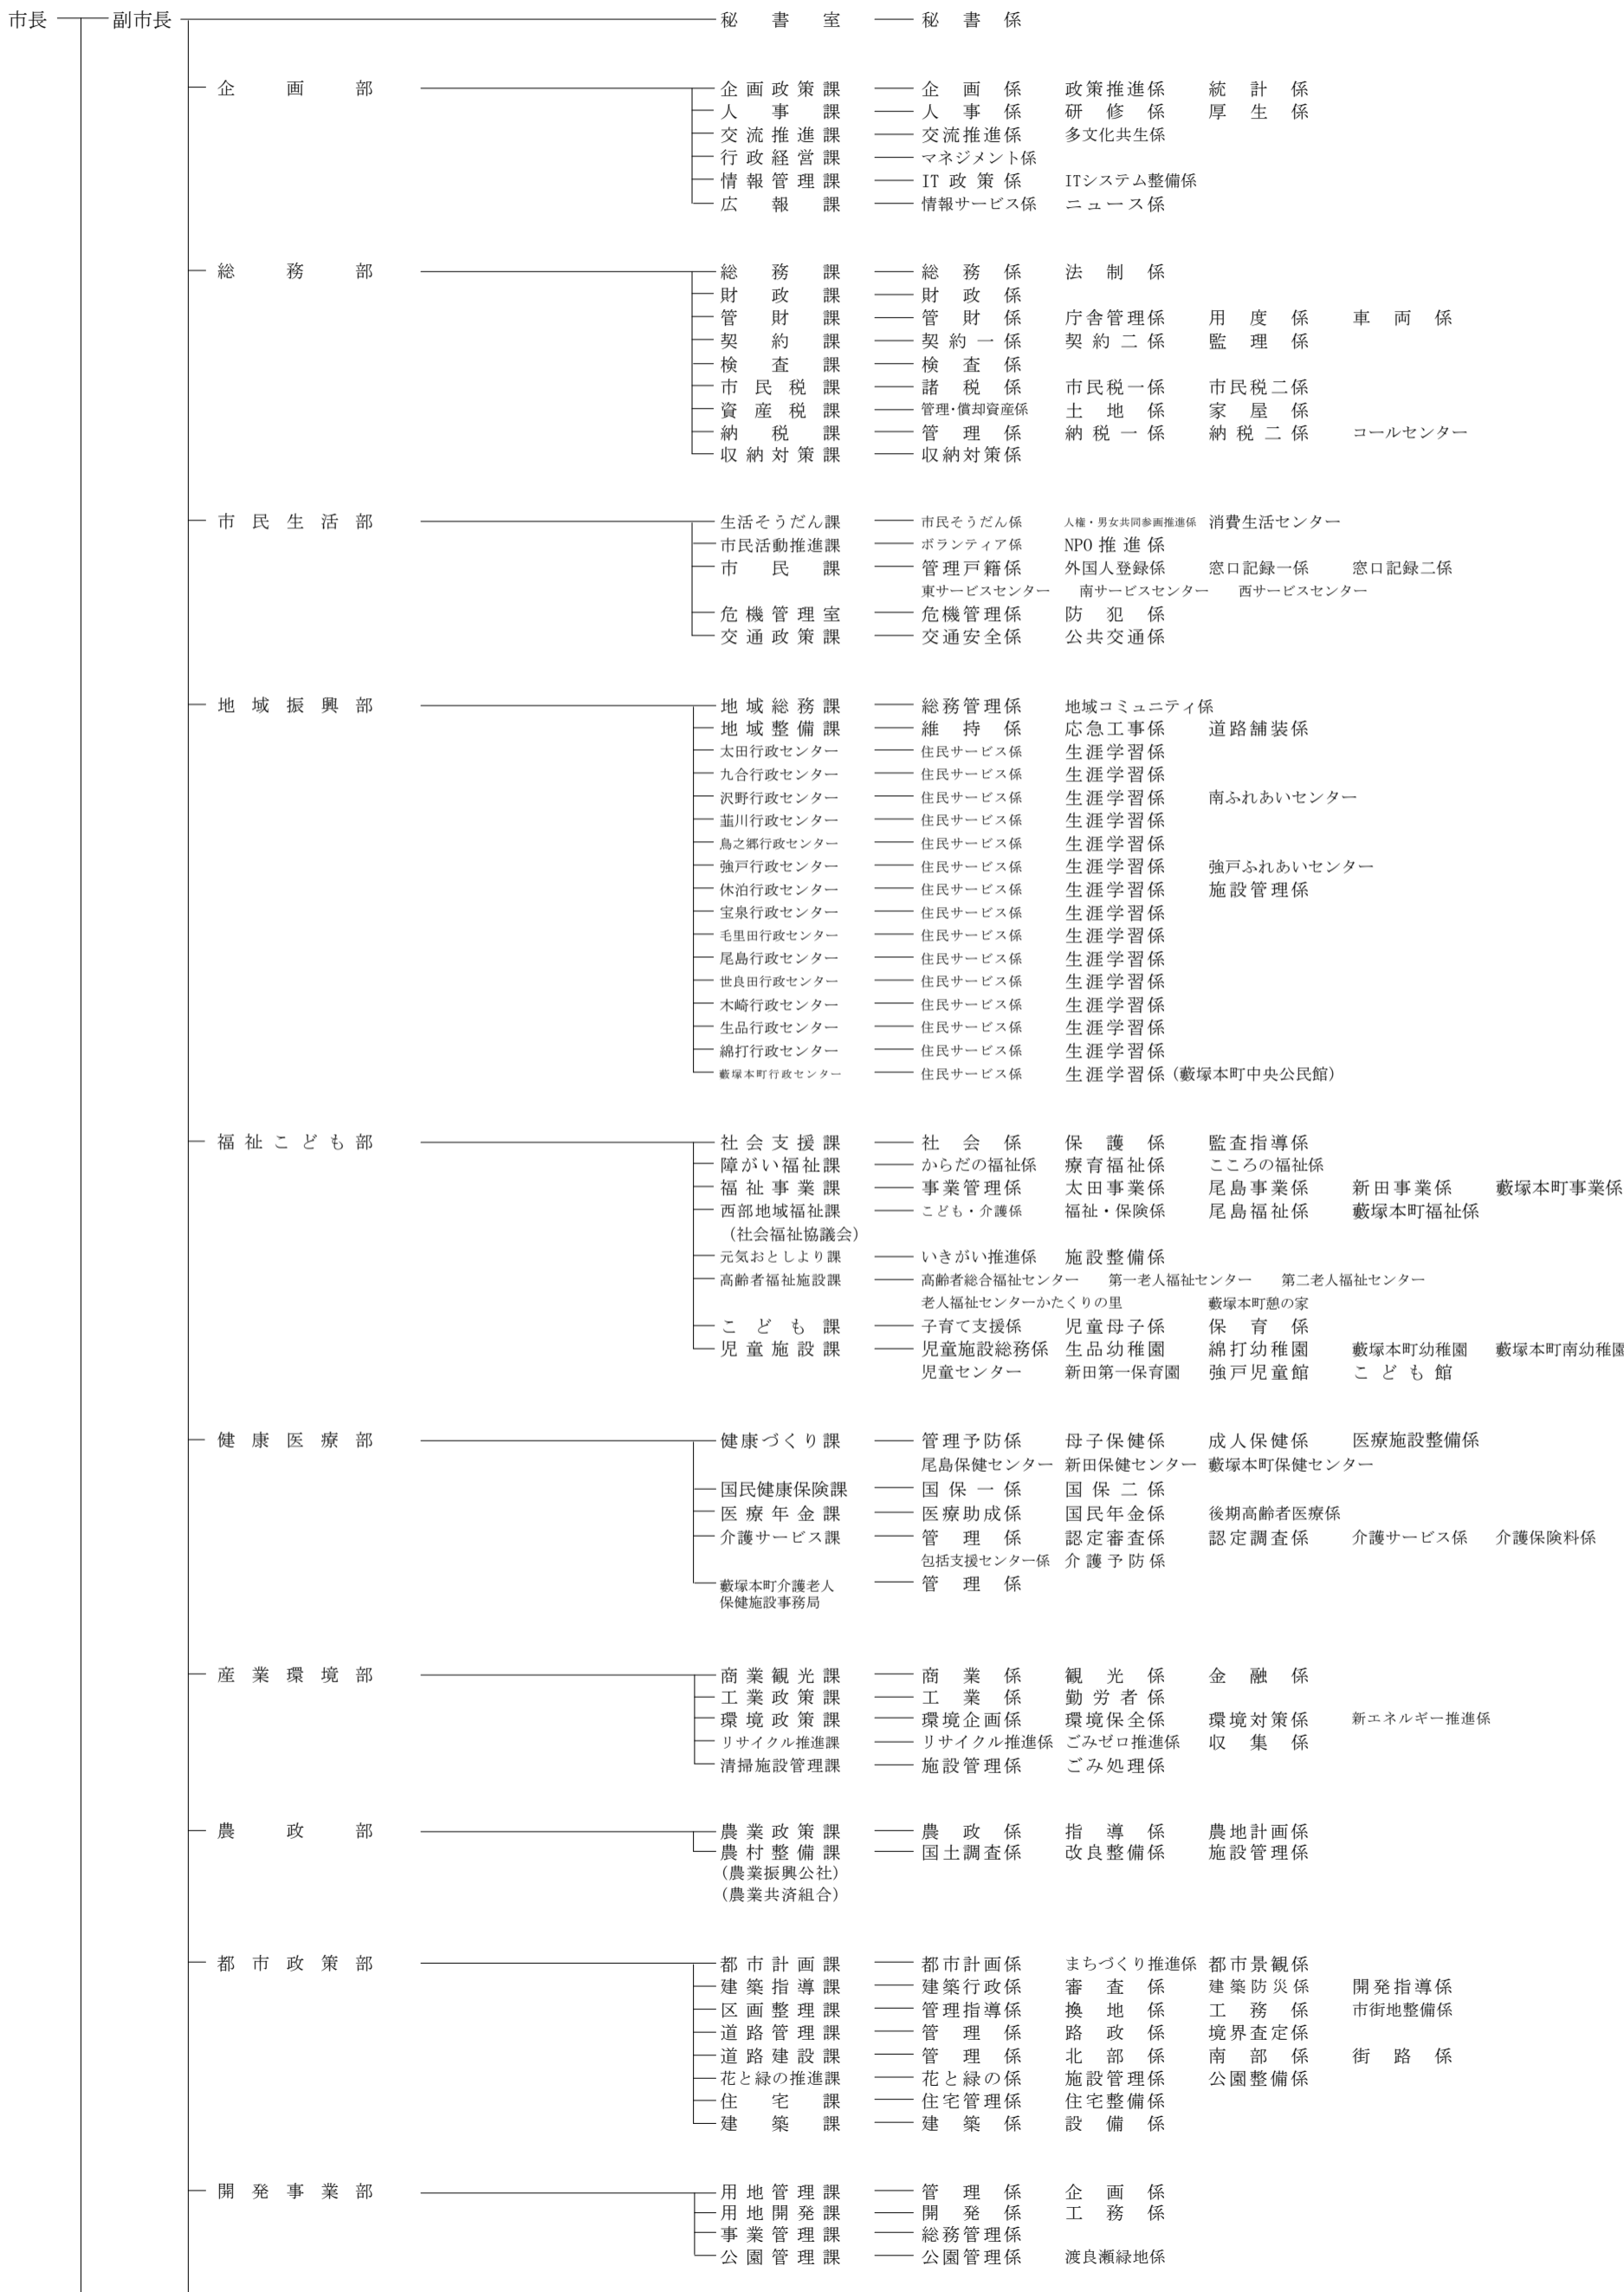 市長 副市長 秘書室 秘書係
企画部 企画政策課 企画係 政策推進係 統計係
人事課 人事係 研修係 厚生係
交流推進課 交流推進係 多文化共生係
行政経営課 マネジメント係
情報管理課 IT政策係 ITシステム整備係
広報課 情報サービス係 ニュース係
総務部 総務課 総務係 法制係
財政課 財政係
管財課 管財係 庁舎管理係 用度係 車両係
契約課 契約一係 契約二係 監理係
検査課 検査係
市民税課 諸税係 市民税一係 市民税二係
資産税課 管理・償却資産係 土地係 家屋係
納税課 管理係 納税一係 納税二係 コールセンター
収納対策課 収納対策係
市民生活部 生活そうだん課 市民そうだん係 人権・男女共同参画推進係 消費生活センター
市民活動推進課 ボランティア係 NPO推進係
市民課 管理戸籍係 外国人登録係 窓口記録一係 窓口記録二係
東サービスセンター 南サービスセンター 西サービスセンター
危機管理室 危機管理係 防犯係
交通政策課 交通安全係 公共交通係
地域振興部 地域総務課 総務管理係 地域コミュニティ係
地域整備課 維持係 応急工事係 道路舗装係
太田行政センター 住民サービス係 生涯学習係
九合行政センター 住民サービス係 生涯学習係
沢野行政センター 住民サービス係 生涯学習係 南ふれあいセンター
韮川行政センター 住民サービス係 生涯学習係
鳥之郷行政センター 住民サービス係 生涯学習係
強戸行政センター 住民サービス係 生涯学習係 強戸ふれあいセンター
休泊行政センター 住民サービス係 生涯学習係 施設管理係
宝泉行政センター 住民サービス係 生涯学習係
毛里田行政センター 住民サービス係 生涯学習係
尾島行政センター 住民サービス係 生涯学習係
世良田行政センター 住民サービス係 生涯学習係
木崎行政センター 住民サービス係 生涯学習係
生品行政センター 住民サービス係 生涯学習係
綿打行政センター 住民サービス係 生涯学習係
藪塚本町行政センター 住民サービス係 生涯学習係(藪塚本町中央公民館)
福祉こども部 社会支援課 社会係 保護係 監査指導係
障がい福祉課 からだの福祉係 療育福祉係 こころの福祉係
福祉事業課 事業管理係 太田事業係 尾島事業係 新田事業係 藪塚本町事業係
西部地域福祉課 こども・介護係 福祉・保険係 尾島福祉係 藪塚本町福祉係
(社会福祉協議会)
元気おとしより課 いきがい推進係 施設整備係
高齢者福祉施設課 高齢者総合福祉センター 第一老人福祉センター 第二老人福祉センター
老人福祉センターかたくりの里 藪塚本町憩の家
こども課 子育て支援係 児童母子係 保育係
児童施設課 児童施設総務係 生品幼稚園 綿打幼稚園 藪塚本町幼稚園 藪塚本町南幼稚園
児童センター 新田第一保育園 強戸児童館 こども館
健康医療部 健康づくり課 管理予防係 母子保健係 成人保健係 医療施設整備係
尾島保健センター 新田保健センター 藪塚本町保健センター
国民健康保険課 国保一係 国保二係
医療年金課 医療助成係 国民年金係 後期高齢者医療係
介護サービス課 管理係 認定審査係 認定調査係 介護サービス係 介護保険料係
包括支援センター係 介護予防係
藪塚本町介護老人 管理係
保健施設事務局
産業環境部 商業観光課 商業係 観光係 金融係
工業政策課 工業係 勤労者係
環境政策課 環境企画係 環境保全係 環境対策係 新エネルギー推進係
リサイクル推進課 リサイクル推進係 ごみゼロ推進係 収集係
清掃施設管理課 施設管理係 ごみ処理係
農政部 農業政策課 農政係 指導係 農地計画係
農村整備課 国土調査係 改良整備係 施設管理係
(農業振興公社)
(農業共済組合)
都市政策部 都市計画課 都市計画係 まちづくり推進係 都市景観係
建築指導課 建築行政係 審査係 建築防災係 開発指導係
区画整理課 管理指導係 換地係 工務係 市街地整備係
道路管理課 管理係 路政係 境界査定係
道路建設課 管理係 北部係 南部係 街路係
花と緑の推進課 花と緑の係 施設管理係 公園整備係
住宅課 住宅管理係 住宅整備係
建築課 建築係 設備係
開発事業部 用地管理課 管理係 企画係
用地開発課 開発係 工務係
事業管理課 総務管理係
公園管理課 公園管理係 渡良瀬緑地係